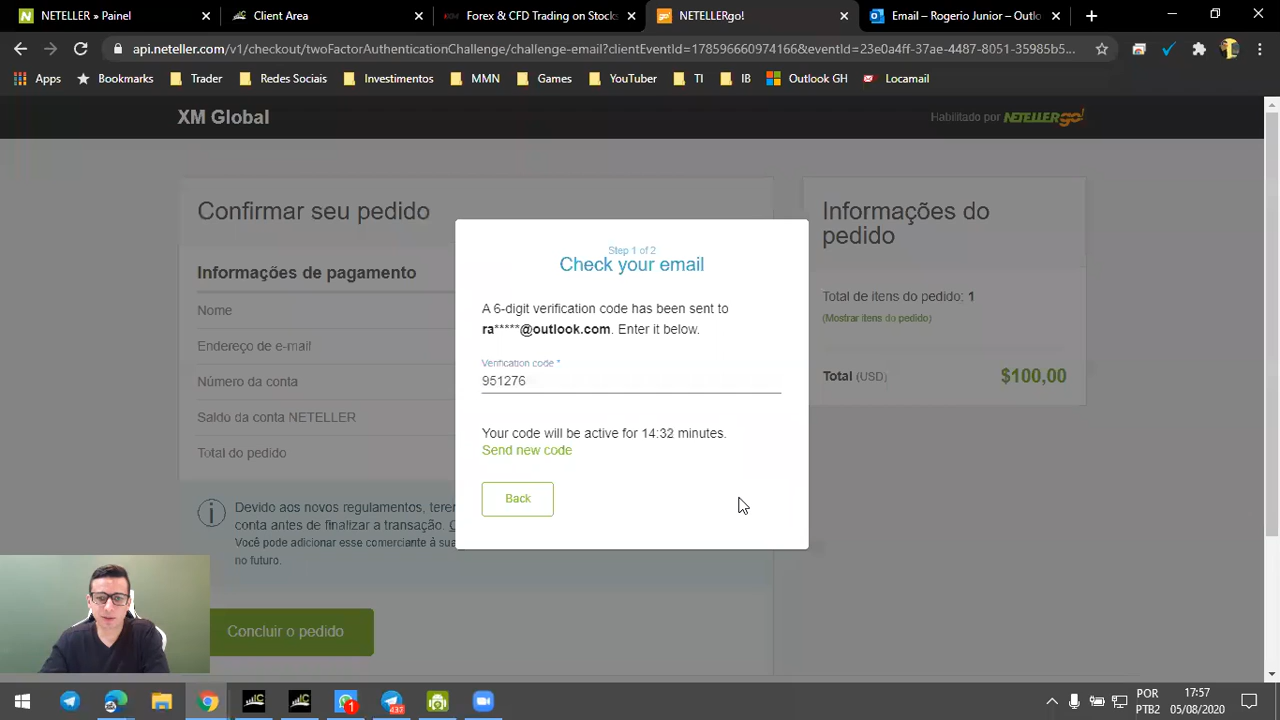 NETELLER » Painel
Client Area
Forex & CFD Trading on Stocks
NETELLERgo!
Email – Rogerio Junior – Outlo
api.neteller.com/v1/checkout/twoFactorAuthenticationChallenge/challenge-email?clientEventId=1785966609741​66&eventId=23e0a4ff-37ae-4487-8051-35985b5...
Apps
Bookmarks
Trader
Redes Sociais
Investimentos
MMN
Games
YouTuber
TI
IB
Outlook GH
Locamail
XM Global
Habilitado por NETELLERgo!
Confirmar seu pedido
Informações de pagamento
Nome
Endereço de e-mail
Número da conta
Saldo da conta NETELLER
Total do pedido
Devido aos novos regulamentos, terem
conta antes de finalizar a transação. C
Você pode adicionar esse comerciante à sua
no futuro.
Concluir o pedido
Step 1 of 2
Check your email
A 6-digit verification code has been sent to
ra*****@outlook.com. Enter it below.
Verification code *
951276
Your code will be active for 14:32 minutes.
Send new code
Back
Informações do
pedido
Total de itens do pedido: 1
(Mostrar itens do pedido)
Total (USD)
$100,00
1
432
POR
PTB2
17:57
05/08/2020